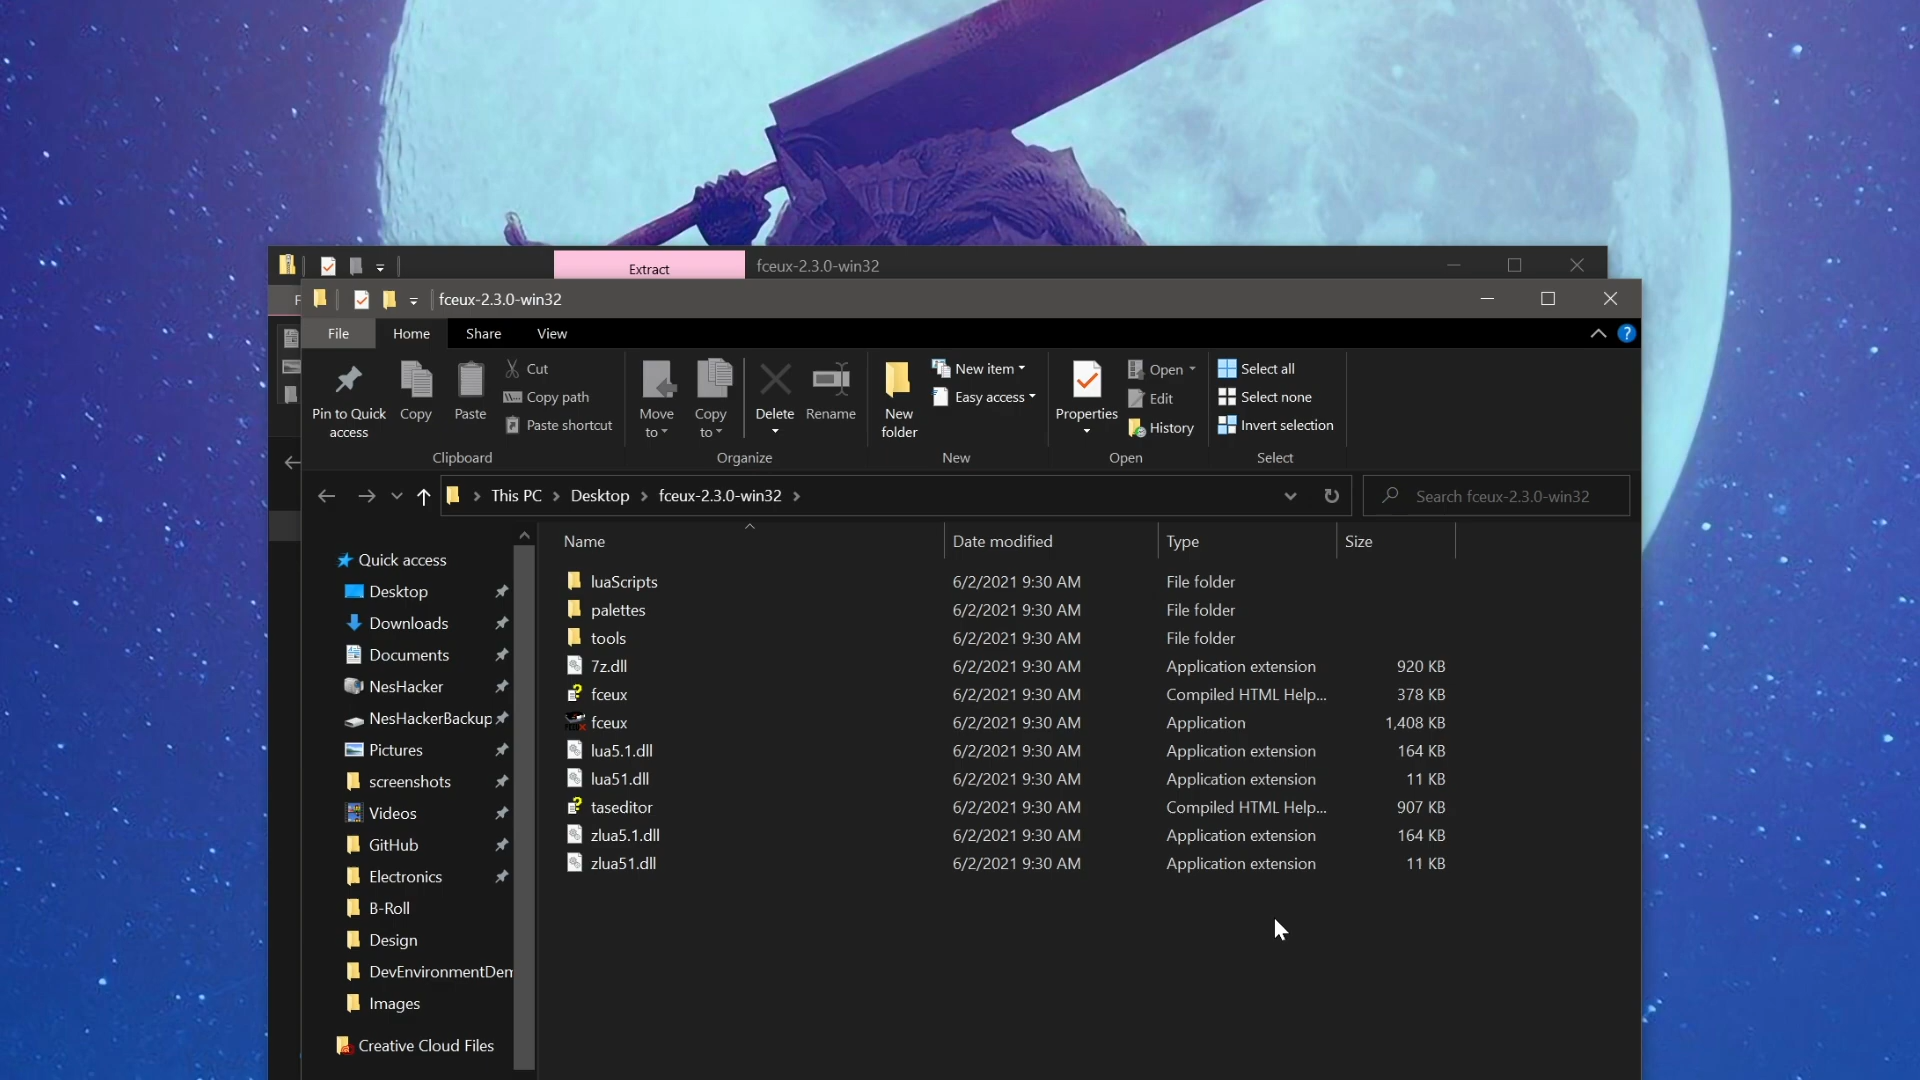 Extract
fceux-2.3.0-win32
F
fceux-2.3.0-win32
File Home Share View
Pin to Quick access
Copy
Paste
Cut
Copy path
Paste shortcut
Clipboard
Move to
Copy to
Delete
Rename
Organize
New folder
New item
Easy access
New
Properties
Open
Edit
History
Open
Select all
Select none
Invert selection
Select
This PC > Desktop > fceux-2.3.0-win32 >
Search fceux-2.3.0-win32
Quick access
Desktop
Downloads
Documents
NesHacker
NesHackerBackup
Pictures
screenshots
Videos
GitHub
Electronics
B-Roll
Design
DevEnvironmentDem
Images
Creative Cloud Files
Name Date modified Type Size
luaScripts 6/2/2021 9:30 AM File folder
palettes 6/2/2021 9:30 AM File folder
tools 6/2/2021 9:30 AM File folder
7z.dll 6/2/2021 9:30 AM Application extension 920 KB
fceux 6/2/2021 9:30 AM Compiled HTML Help... 378 KB
fceux 6/2/2021 9:30 AM Application 1,408 KB
lua5.1.dll 6/2/2021 9:30 AM Application extension 164 KB
lua51.dll 6/2/2021 9:30 AM Application extension 11 KB
taseditor 6/2/2021 9:30 AM Compiled HTML Help... 907 KB
zlua5.1.dll 6/2/2021 9:30 AM Application extension 164 KB
zlua51.dll 6/2/2021 9:30 AM Application extension 11 KB